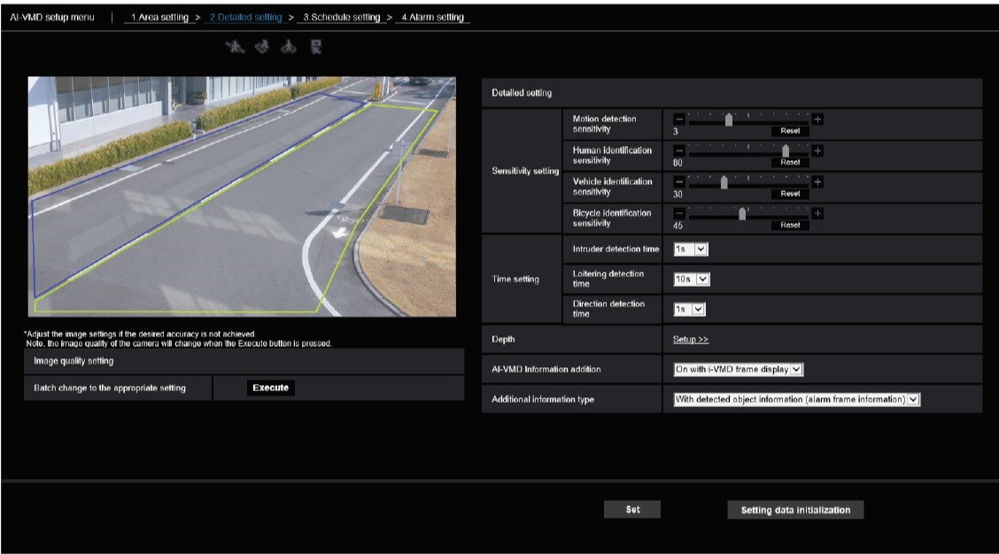 AI-VMD setup menu | 1.Area setting > 2.Detailed setting > 3.Schedule setting > 4.Alarm setting
*Adjust the image settings if the desired accuracy is not achieved.
Note, the image quality of the camera will change when the Execute button is pressed.
Image quality setting
Batch change to the appropriate setting Execute
Detailed setting
Sensitivity setting
Motion detection
sensitivity
3 Reset
Human identification
sensitivity
80 Reset
Vehicle identification
sensitivity
30 Reset
Bicycle identification
sensitivity
45 Reset
Time setting
Intruder detection time 1s
Loitering detection
time
10s
Direction detection
time
1s
Depth Setup >>
AI-VMD Information addition On with i-VMD frame display
Additional information type With detected object information (alarm frame information)
Set Setting data initialization